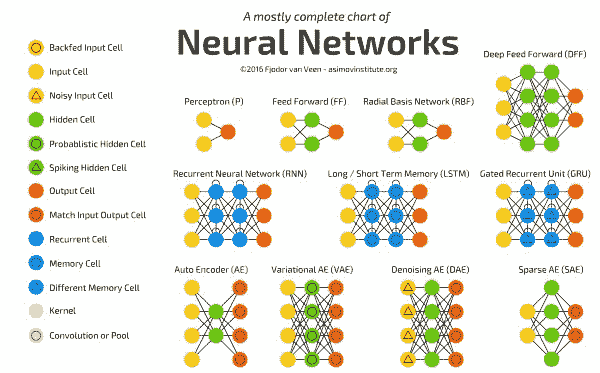 A mostly complete chart of
Neural Networks
©2016 Fjodor van Veen - asimovinstitute.org
Backfed Input Cell
Input Cell
Noisy Input Cell
Hidden Cell
Probablistic Hidden Cell
Spiking Hidden Cell
Output Cell
Match Input Output Cell
Recurrent Cell
Memory Cell
Different Memory Cell
Kernel
Convolution or Pool
Deep Feed Forward (DFF)
Perceptron (P)
Feed Forward (FF)
Radial Basis Network (RBF)
Recurrent Neural Network (RNN)
Long / Short Term Memory (LSTM)
Gated Recurrent Unit (GRU)
Auto Encoder (AE)
Variational AE (VAE)
Denoising AE (DAE)
Sparse AE (SAE)